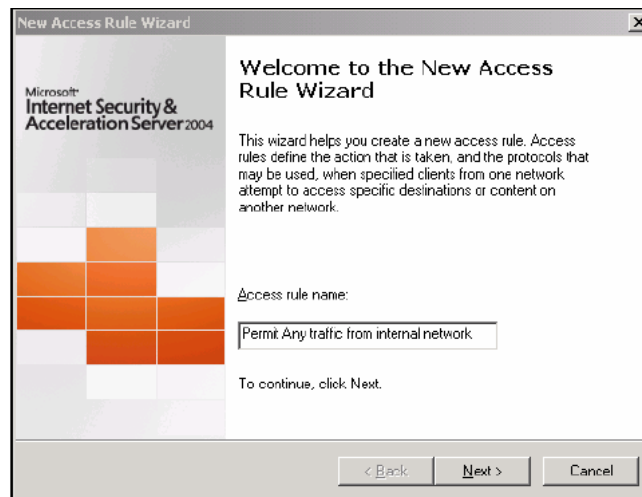 New Access Rule Wizard
Microsoft
Internet Security &
Acceleration Server 2004
Welcome to the New Access
Rule Wizard
This wizard helps you create a new access rule. Access
rules define the action that is taken, and the protocols that
may be used, when specified clients from one network
attempt to access specific destinations or content on
another network.
Access rule name:
Permit Any traffic from internal network
To continue, click Next.
< Back
Next >
Cancel